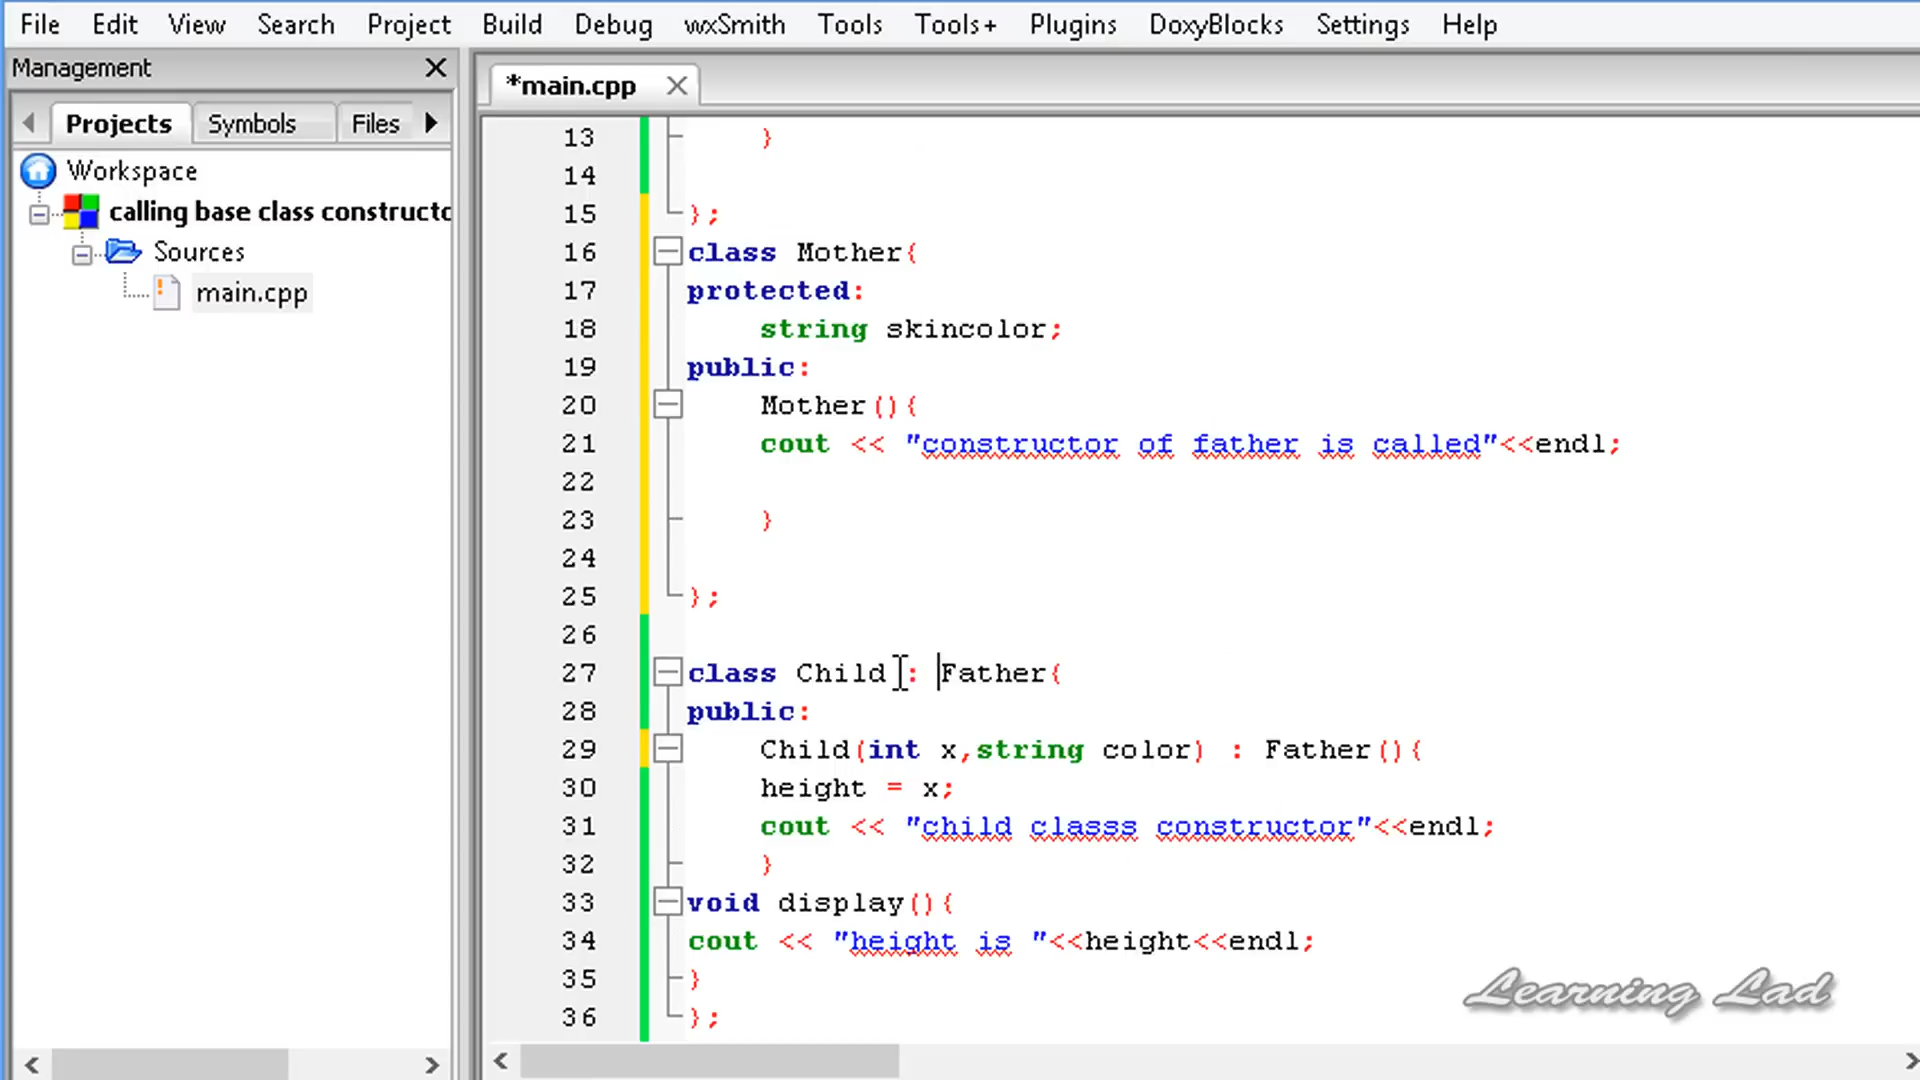 File Edit View Search Project Build Debug wxSmith Tools Tools+ Plugins DoxyBlocks Settings Help
Management
*main.cpp
Projects Symbols Files
Workspace
calling base class constructo
Sources
main.cpp
13 }
14
15 };
16 class Mother{
17 protected:
18 string skincolor;
19 public:
20 Mother(){
21 cout << "constructor of father is called"<<endl;
22
23 }
24
25 };
26
27 class Child : Father{
28 public:
29 Child(int x,string color) : Father(){
30 height = x;
31 cout << "child classs constructor"<<endl;
32 }
33 void display(){
34 cout << "height is "<<height<<endl;
35 }
36 };
Learning Lad